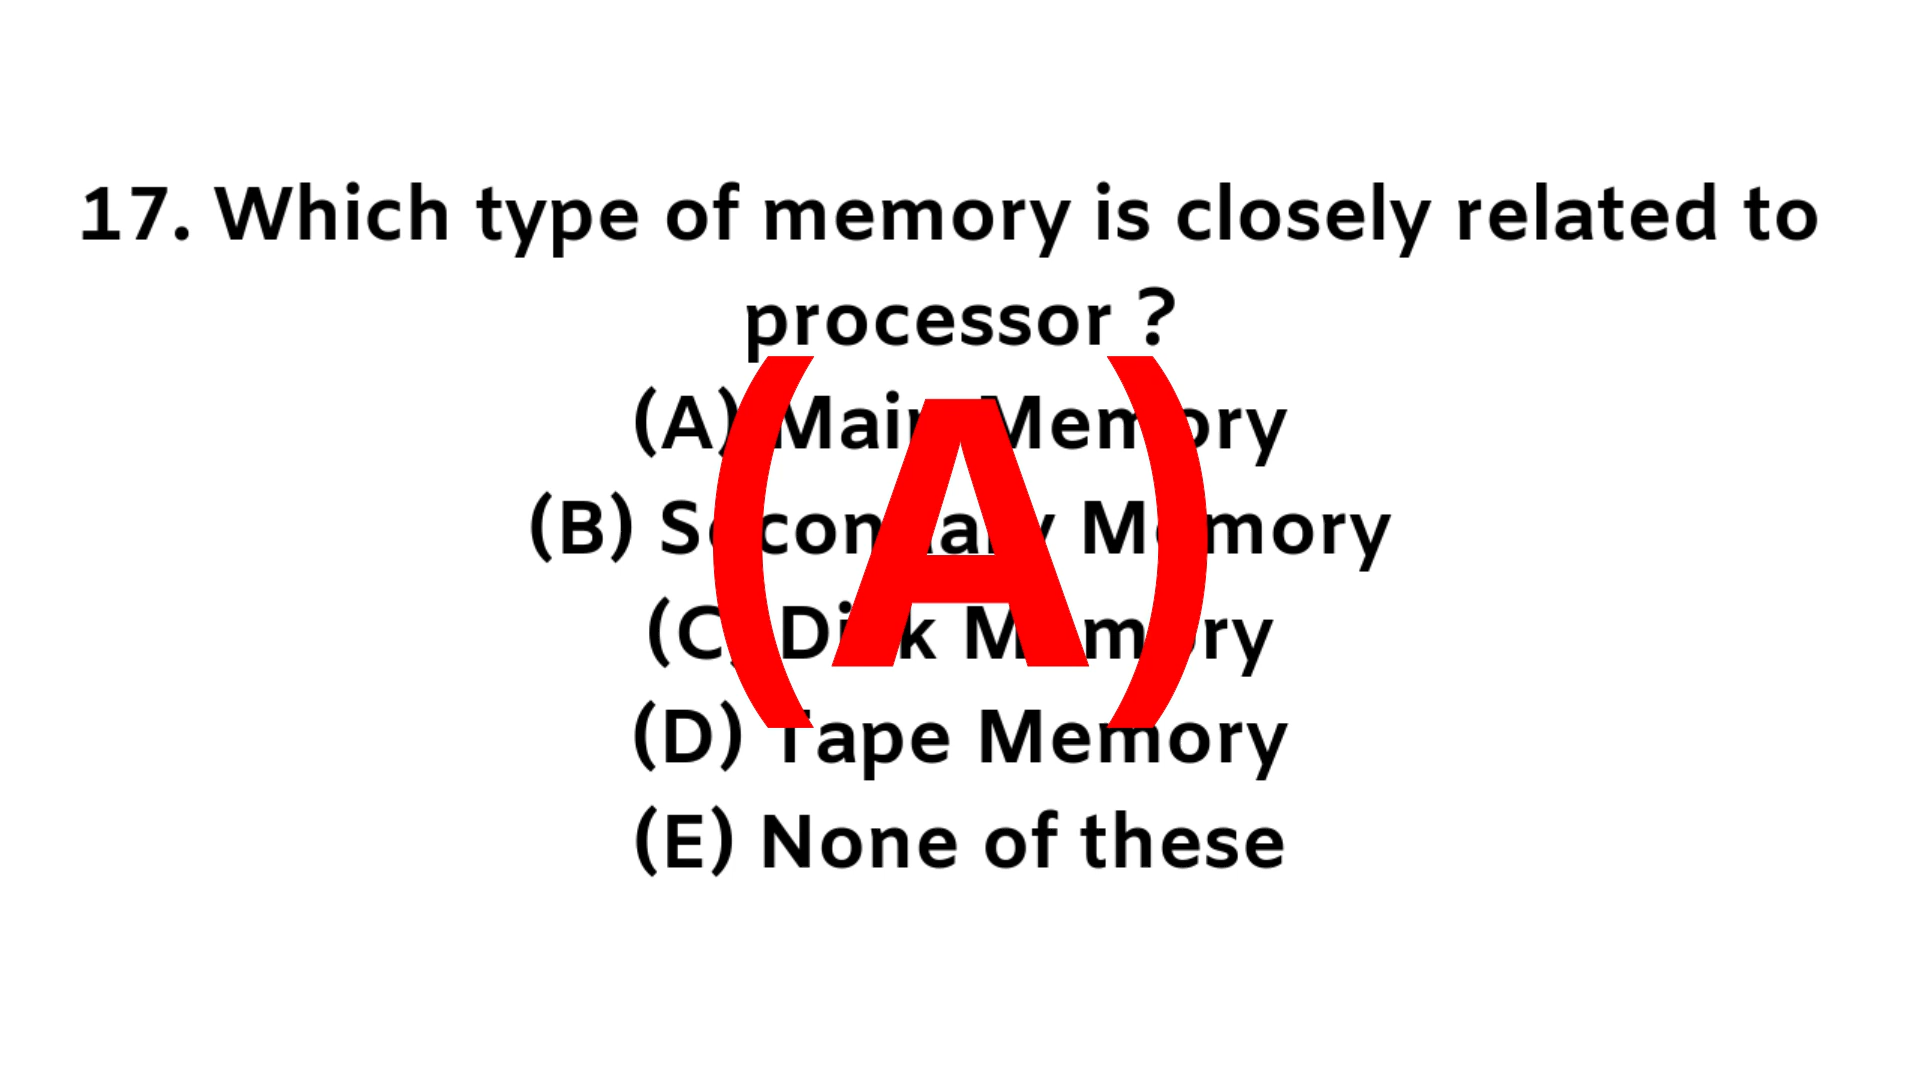 17. Which type of memory is closely related to
processor ?
(A) Main Memory
(B) Secondary Memory
(C) Disk Memory
(D) Tape Memory
(E) None of these
(A)